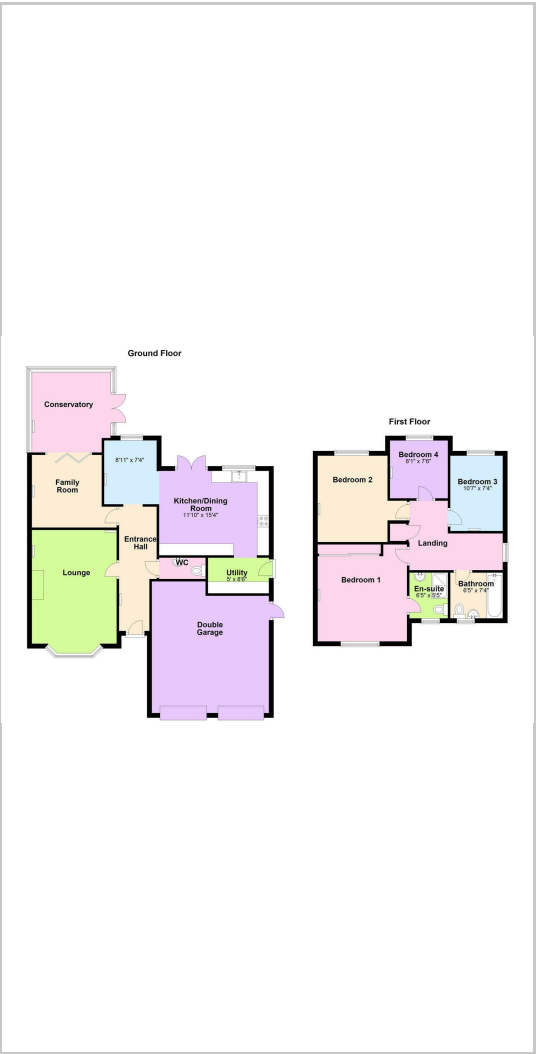 Ground Floor
Conservatory
8'11" x 7'4"
Family
Room
Kitchen/Dining
Room
11'10" x 15'4"
Entrance
Hall
WC
Lounge
Utility
5' x 8'6"
Double
Garage
First Floor
Bedroom 4
8'1" x 7'6"
Bedroom 2
Bedroom 3
10'7" x 7'4"
Landing
Bedroom 1
En-suite
6'5" x 5'5"
Bathroom
6'5" x 7'4"